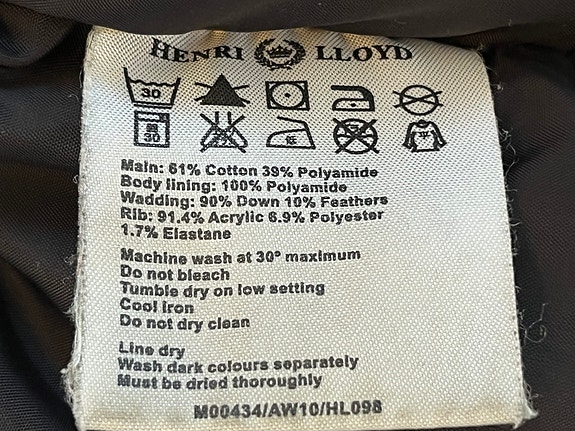 HENRI LLOYD
30
30 低 平
Main: 61% Cotton 39% Polyamide
Body lining: 100% Polyamide
Wadding: 90% Down 10% Feathers
Rib: 91.4% Acrylic 6.9% Polyester
1.7% Elastane
Machine wash at 30° maximum
Do not bleach
Tumble dry on low setting
Cool iron
Do not dry clean
Line dry
Wash dark colours separately
Must be dried thoroughly
M00434/AW10/HL098